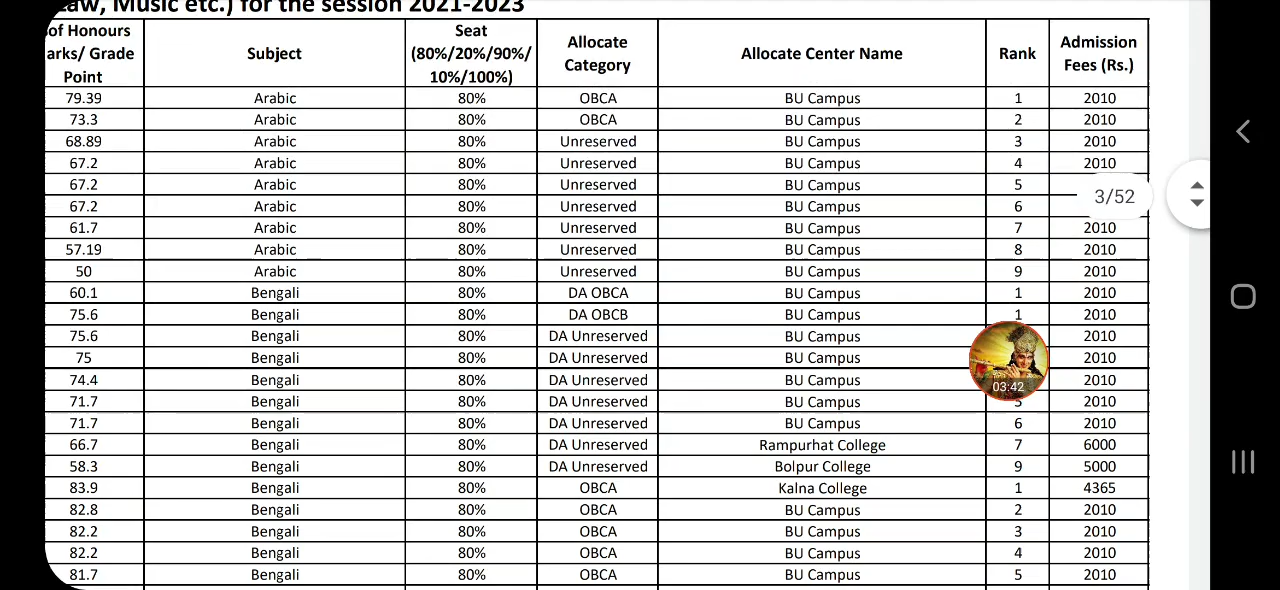 Law, Music etc.) for the session 2021-2023
of Honours
arks/ Grade
Point
Subject
Seat
(80%/20%/90%/
10%/100%)
Allocate
Category
Allocate Center Name
Rank
Admission
Fees (Rs.)
79.39 Arabic 80% OBCA BU Campus 1 2010
73.3 Arabic 80% OBCA BU Campus 2 2010
68.89 Arabic 80% Unreserved BU Campus 3 2010
67.2 Arabic 80% Unreserved BU Campus 4 2010
67.2 Arabic 80% Unreserved BU Campus 5
3/52
67.2 Arabic 80% Unreserved BU Campus 6
61.7 Arabic 80% Unreserved BU Campus 7 2010
57.19 Arabic 80% Unreserved BU Campus 8 2010
50 Arabic 80% Unreserved BU Campus 9 2010
60.1 Bengali 80% DA OBCA BU Campus 1 2010
75.6 Bengali 80% DA OBCB BU Campus 1 2010
75.6 Bengali 80% DA Unreserved BU Campus 2010
75 Bengali 80% DA Unreserved BU Campus 2010
74.4 Bengali 80% DA Unreserved BU Campus 2010
03:42
71.7 Bengali 80% DA Unreserved BU Campus 5 2010
71.7 Bengali 80% DA Unreserved BU Campus 6 2010
66.7 Bengali 80% DA Unreserved Rampurhat College 7 6000
58.3 Bengali 80% DA Unreserved Bolpur College 9 5000
83.9 Bengali 80% OBCA Kalna College 1 4365
82.8 Bengali 80% OBCA BU Campus 2 2010
82.2 Bengali 80% OBCA BU Campus 3 2010
82.2 Bengali 80% OBCA BU Campus 4 2010
81.7 Bengali 80% OBCA BU Campus 5 2010